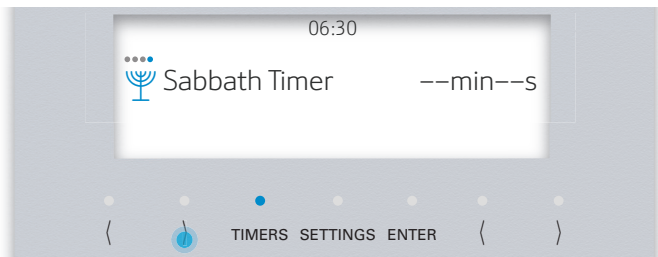 06:30
Sabbath Timer --min--s
⟨ ⟩ TIMERS SETTINGS ENTER ⟨ ⟩